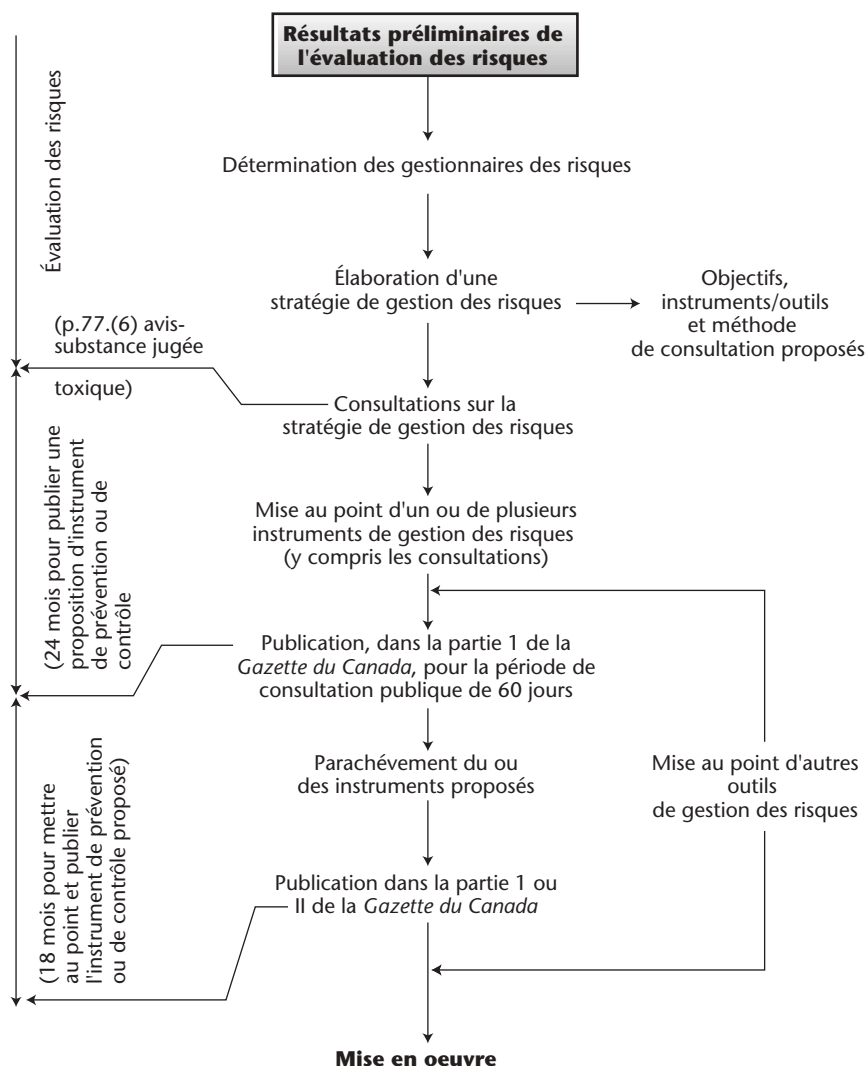 Résultats préliminaires de
l'évaluation des risques
Évaluation des risques
Détermination des gestionnaires des risques
Élaboration d'une
stratégie de gestion des risques
Objectifs,
instruments/outils
et méthode
de consultation proposés
(p.77.(6) avis-
substance jugée
toxique)
Consultations sur la
stratégie de gestion des risques
(24 mois pour publier une
proposition d'instrument
de prévention ou de
contrôle
Mise au point d'un ou de plusieurs
instruments de gestion des risques
(y compris les consultations)
Publication, dans la partie 1 de la
Gazette du Canada, pour la période de
consultation publique de 60 jours
(18 mois pour mettre
au point et publier
l'instrument de prévention
ou de contrôle proposé)
Parachévement du ou
des instruments proposés
Mise au point d'autres
outils
de gestion des risques
Publication dans la partie 1 ou
II de la Gazette du Canada
Mise en oeuvre